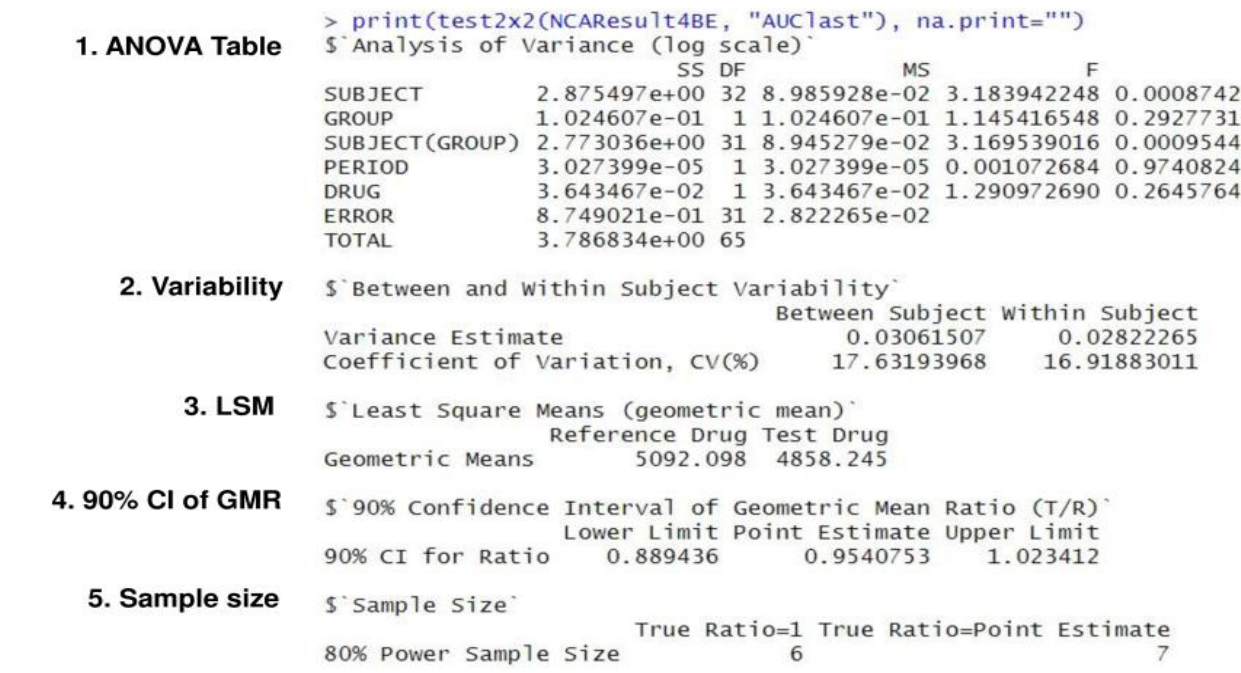 > print(test2x2(NCAResult4BE, "AUClast"), na.print="")
1. ANOVA Table $`Analysis of Variance (log scale)`
SS DF MS F
SUBJECT 2.875497e+00 32 8.985928e-02 3.183942248 0.0008742
GROUP 1.024607e-01 1 1.024607e-01 1.145416548 0.2927731
SUBJECT(GROUP) 2.773036e+00 31 8.945279e-02 3.169539016 0.0009544
PERIOD 3.027399e-05 1 3.027399e-05 0.001072684 0.9740824
DRUG 3.643467e-02 1 3.643467e-02 1.290972690 0.2645764
ERROR 8.749021e-01 31 2.822265e-02
TOTAL 3.786834e+00 65
2. Variability $`Between and Within Subject Variability`
Between Subject Within Subject
Variance Estimate 0.03061507 0.02822265
Coefficient of Variation, CV(%) 17.63193968 16.91883011
3. LSM $`Least Square Means (geometric mean)`
Reference Drug Test Drug
Geometric Means 5092.098 4858.245
4. 90% CI of GMR $`90% Confidence Interval of Geometric Mean Ratio (T/R)`
Lower Limit Point Estimate Upper Limit
90% CI for Ratio 0.889436 0.9540753 1.023412
5. Sample size $`Sample Size`
True Ratio=1 True Ratio=Point Estimate
80% Power Sample Size 6 7